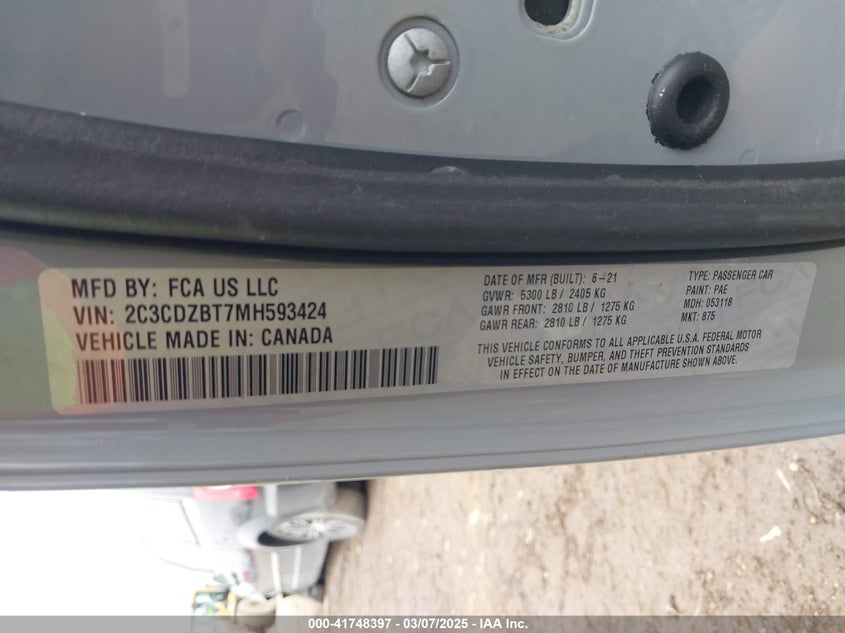 MFD BY: FCA US LLC
VIN: 2C3CDZBT7MH593424
VEHICLE MADE IN: CANADA
DATE OF MFR (BUILT): 6-21
GVWR: 5300 LB / 2405 KG
GAWR FRONT: 2810 LB / 1275 KG
GAWR REAR: 2810 LB / 1275 KG
TYPE: PASSENGER CAR
PAINT: PAE
MDH: 053118
MKT: 875
THIS VEHICLE CONFORMS TO ALL APPLICABLE U.S.A. FEDERAL MOTOR
VEHICLE SAFETY, BUMPER, AND THEFT PREVENTION STANDARDS
IN EFFECT ON THE DATE OF MANUFACTURE SHOWN ABOVE.
000-41748397 - 03/07/2025 - IAA Inc.